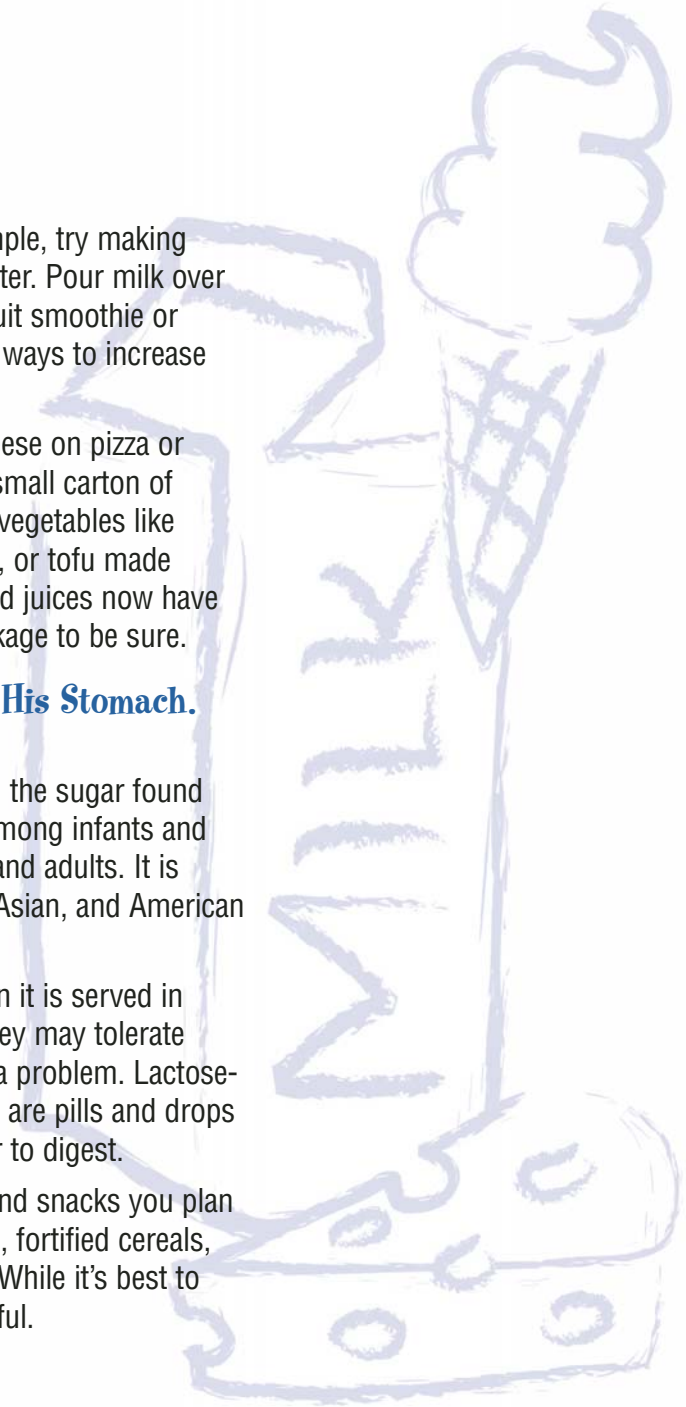 mple, try making
ter. Pour milk over
uit smoothie or
ways to increase
ese on pizza or
small carton of
vegetables like
, or tofu made
d juices now have
kage to be sure.
His Stomach.
the sugar found
mong infants and
and adults. It is
Asian, and American
n it is served in
ey may tolerate
a problem. Lactose-
are pills and drops
r to digest.
nd snacks you plan
, fortified cereals,
While it's best to
ful.
MILK